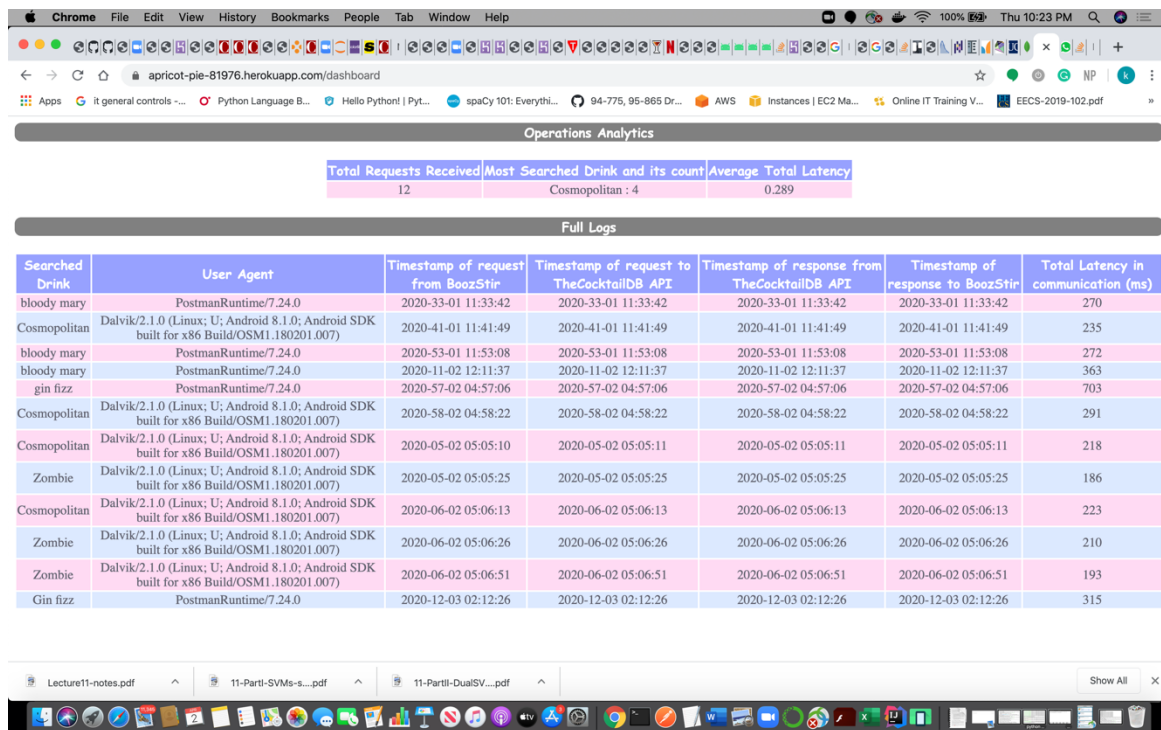 Chrome File Edit View History Bookmarks People Tab Window Help 100% Thu 10:23 PM
apricot-pie-81976.herokuapp.com/dashboard NP k
Apps it general controls -... Python Language B... Hello Python! | Pyt... spaCy 101: Everythi... 94-775, 95-865 Dr... AWS Instances | EC2 Ma... Online IT Training V... EECS-2019-102.pdf »
Operations Analytics
Total Requests Received Most Searched Drink and its count Average Total Latency
12 Cosmopolitan : 4 0.289
Full Logs
Searched Drink User Agent Timestamp of request from BoozStir Timestamp of request to TheCocktailDB API Timestamp of response from TheCocktailDB API Timestamp of response to BoozStir Total Latency in communication (ms)
bloody mary PostmanRuntime/7.24.0 2020-33-01 11:33:42 2020-33-01 11:33:42 2020-33-01 11:33:42 2020-33-01 11:33:42 270
Cosmopolitan Dalvik/2.1.0 (Linux; U; Android 8.1.0; Android SDK built for x86 Build/OSM1.180201.007) 2020-41-01 11:41:49 2020-41-01 11:41:49 2020-41-01 11:41:49 2020-41-01 11:41:49 235
bloody mary PostmanRuntime/7.24.0 2020-53-01 11:53:08 2020-53-01 11:53:08 2020-53-01 11:53:08 2020-53-01 11:53:08 272
bloody mary PostmanRuntime/7.24.0 2020-11-02 12:11:37 2020-11-02 12:11:37 2020-11-02 12:11:37 2020-11-02 12:11:37 363
gin fizz PostmanRuntime/7.24.0 2020-57-02 04:57:06 2020-57-02 04:57:06 2020-57-02 04:57:06 2020-57-02 04:57:06 703
Cosmopolitan Dalvik/2.1.0 (Linux; U; Android 8.1.0; Android SDK built for x86 Build/OSM1.180201.007) 2020-58-02 04:58:22 2020-58-02 04:58:22 2020-58-02 04:58:22 2020-58-02 04:58:22 291
Cosmopolitan Dalvik/2.1.0 (Linux; U; Android 8.1.0; Android SDK built for x86 Build/OSM1.180201.007) 2020-05-02 05:05:10 2020-05-02 05:05:11 2020-05-02 05:05:11 2020-05-02 05:05:11 218
Zombie Dalvik/2.1.0 (Linux; U; Android 8.1.0; Android SDK built for x86 Build/OSM1.180201.007) 2020-05-02 05:05:25 2020-05-02 05:05:25 2020-05-02 05:05:25 2020-05-02 05:05:25 186
Cosmopolitan Dalvik/2.1.0 (Linux; U; Android 8.1.0; Android SDK built for x86 Build/OSM1.180201.007) 2020-06-02 05:06:13 2020-06-02 05:06:13 2020-06-02 05:06:13 2020-06-02 05:06:13 223
Zombie Dalvik/2.1.0 (Linux; U; Android 8.1.0; Android SDK built for x86 Build/OSM1.180201.007) 2020-06-02 05:06:26 2020-06-02 05:06:26 2020-06-02 05:06:26 2020-06-02 05:06:26 210
Zombie Dalvik/2.1.0 (Linux; U; Android 8.1.0; Android SDK built for x86 Build/OSM1.180201.007) 2020-06-02 05:06:51 2020-06-02 05:06:51 2020-06-02 05:06:51 2020-06-02 05:06:51 193
Gin fizz PostmanRuntime/7.24.0 2020-12-03 02:12:26 2020-12-03 02:12:26 2020-12-03 02:12:26 2020-12-03 02:12:26 315
Lecture11-notes.pdf 11-PartI-SVMs-s....pdf 11-PartII-DualSV....pdf Show All